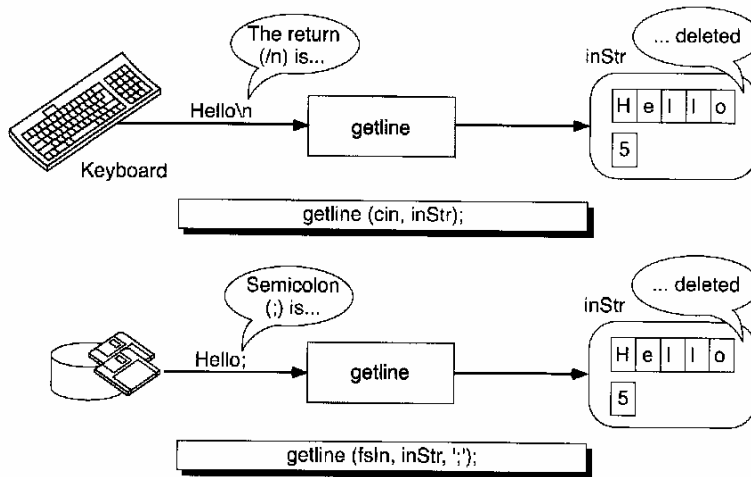 The return
(/n) is...
... deleted
inStr
Hello\n
getline
H e l l o
5
Keyboard
getline (cin, inStr);
Semicolon
(;) is...
... deleted
inStr
Hello;
getline
H e l l o
5
getline (fsIn, inStr, ';');